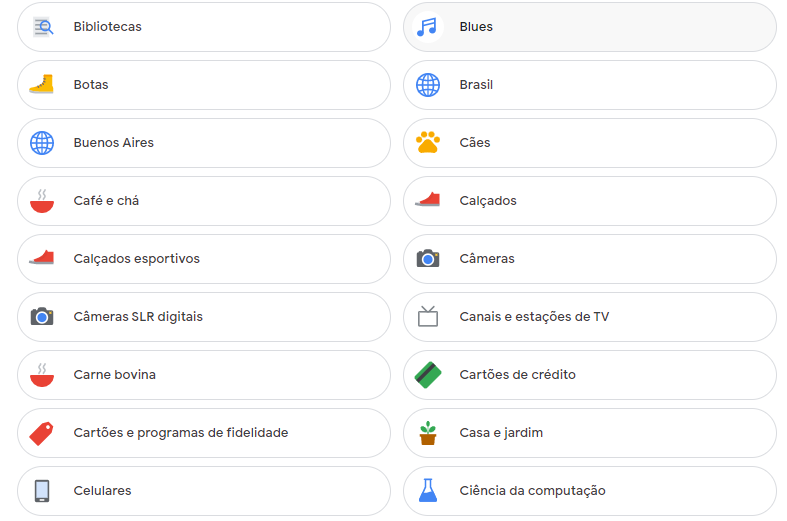 Bibliotecas
Blues
Botas
Brasil
Buenos Aires
Cães
Café e chá
Calçados
Calçados esportivos
Câmeras
Câmeras SLR digitais
Canais e estações de TV
Carne bovina
Cartões de crédito
Cartões e programas de fidelidade
Casa e jardim
Celulares
Ciência da computação